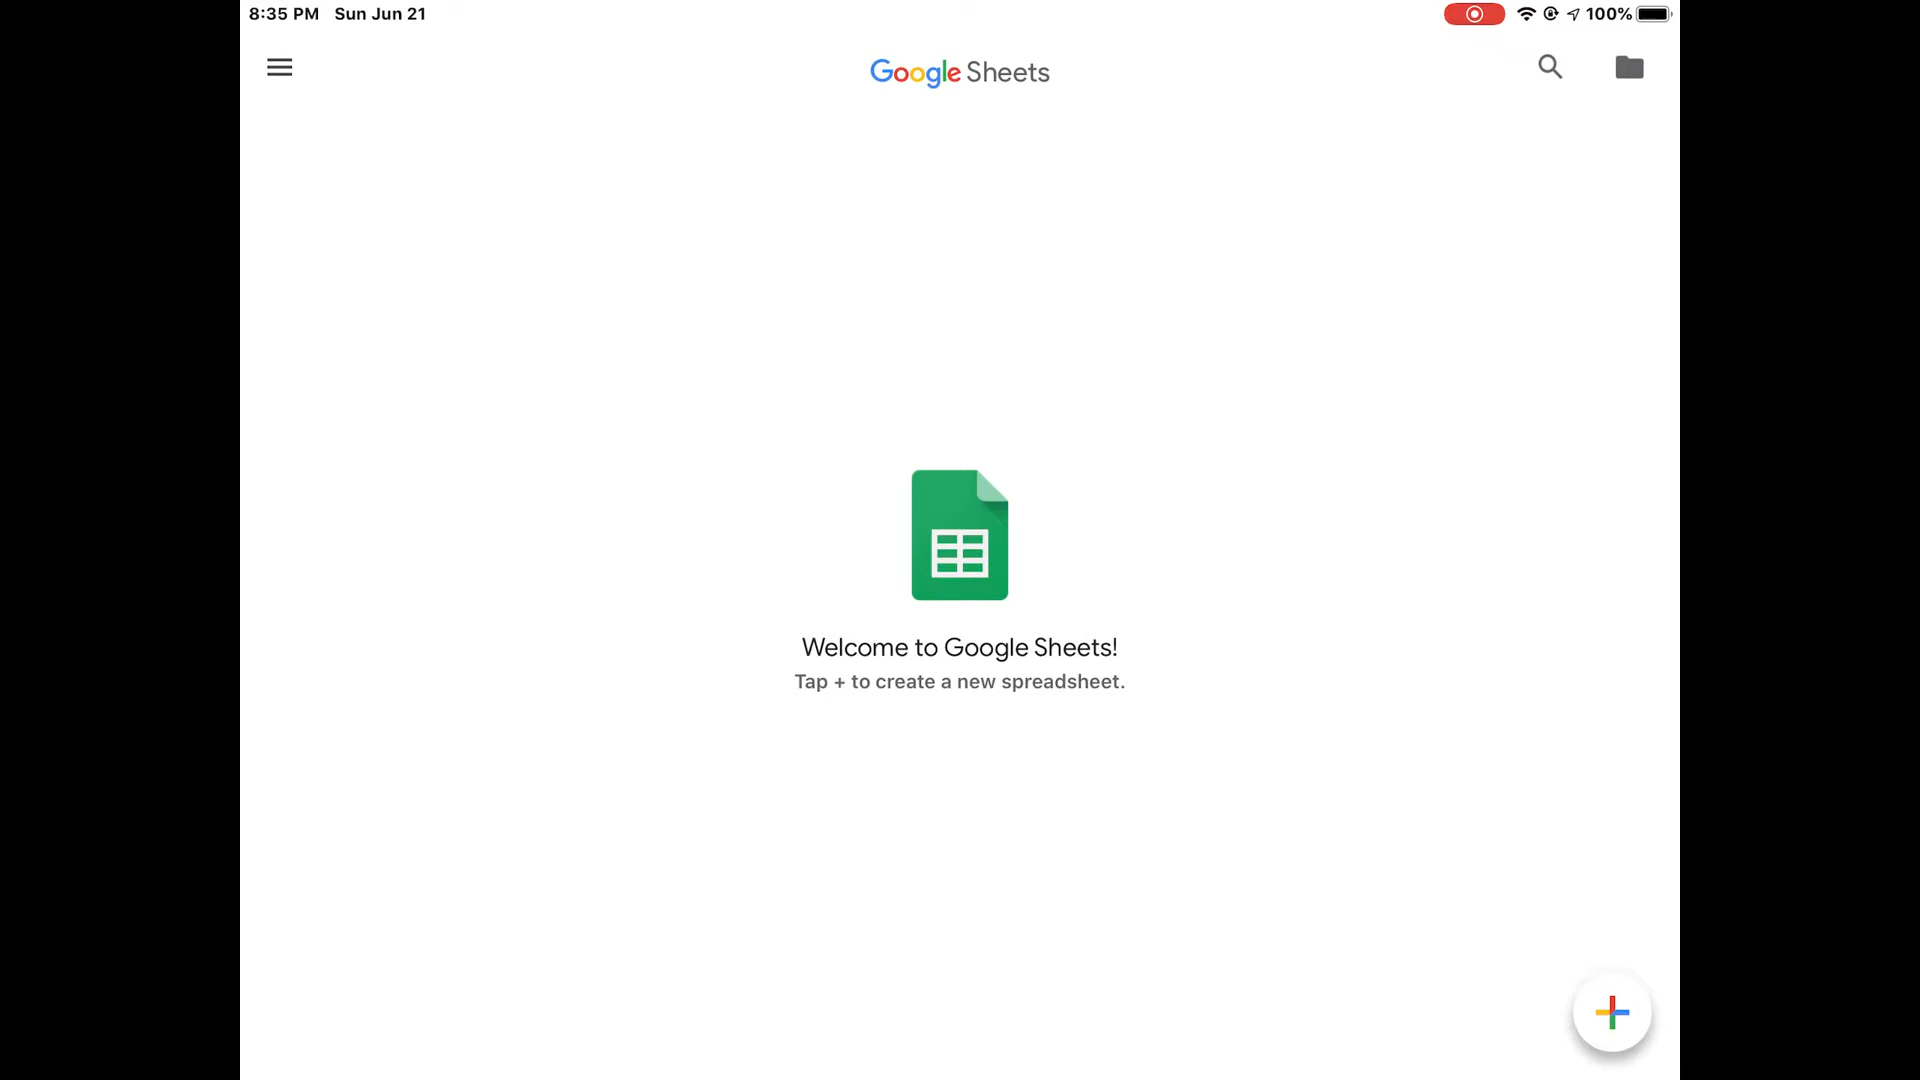 8:35 PM Sun Jun 21 100%
Google Sheets
Welcome to Google Sheets!
Tap + to create a new spreadsheet.